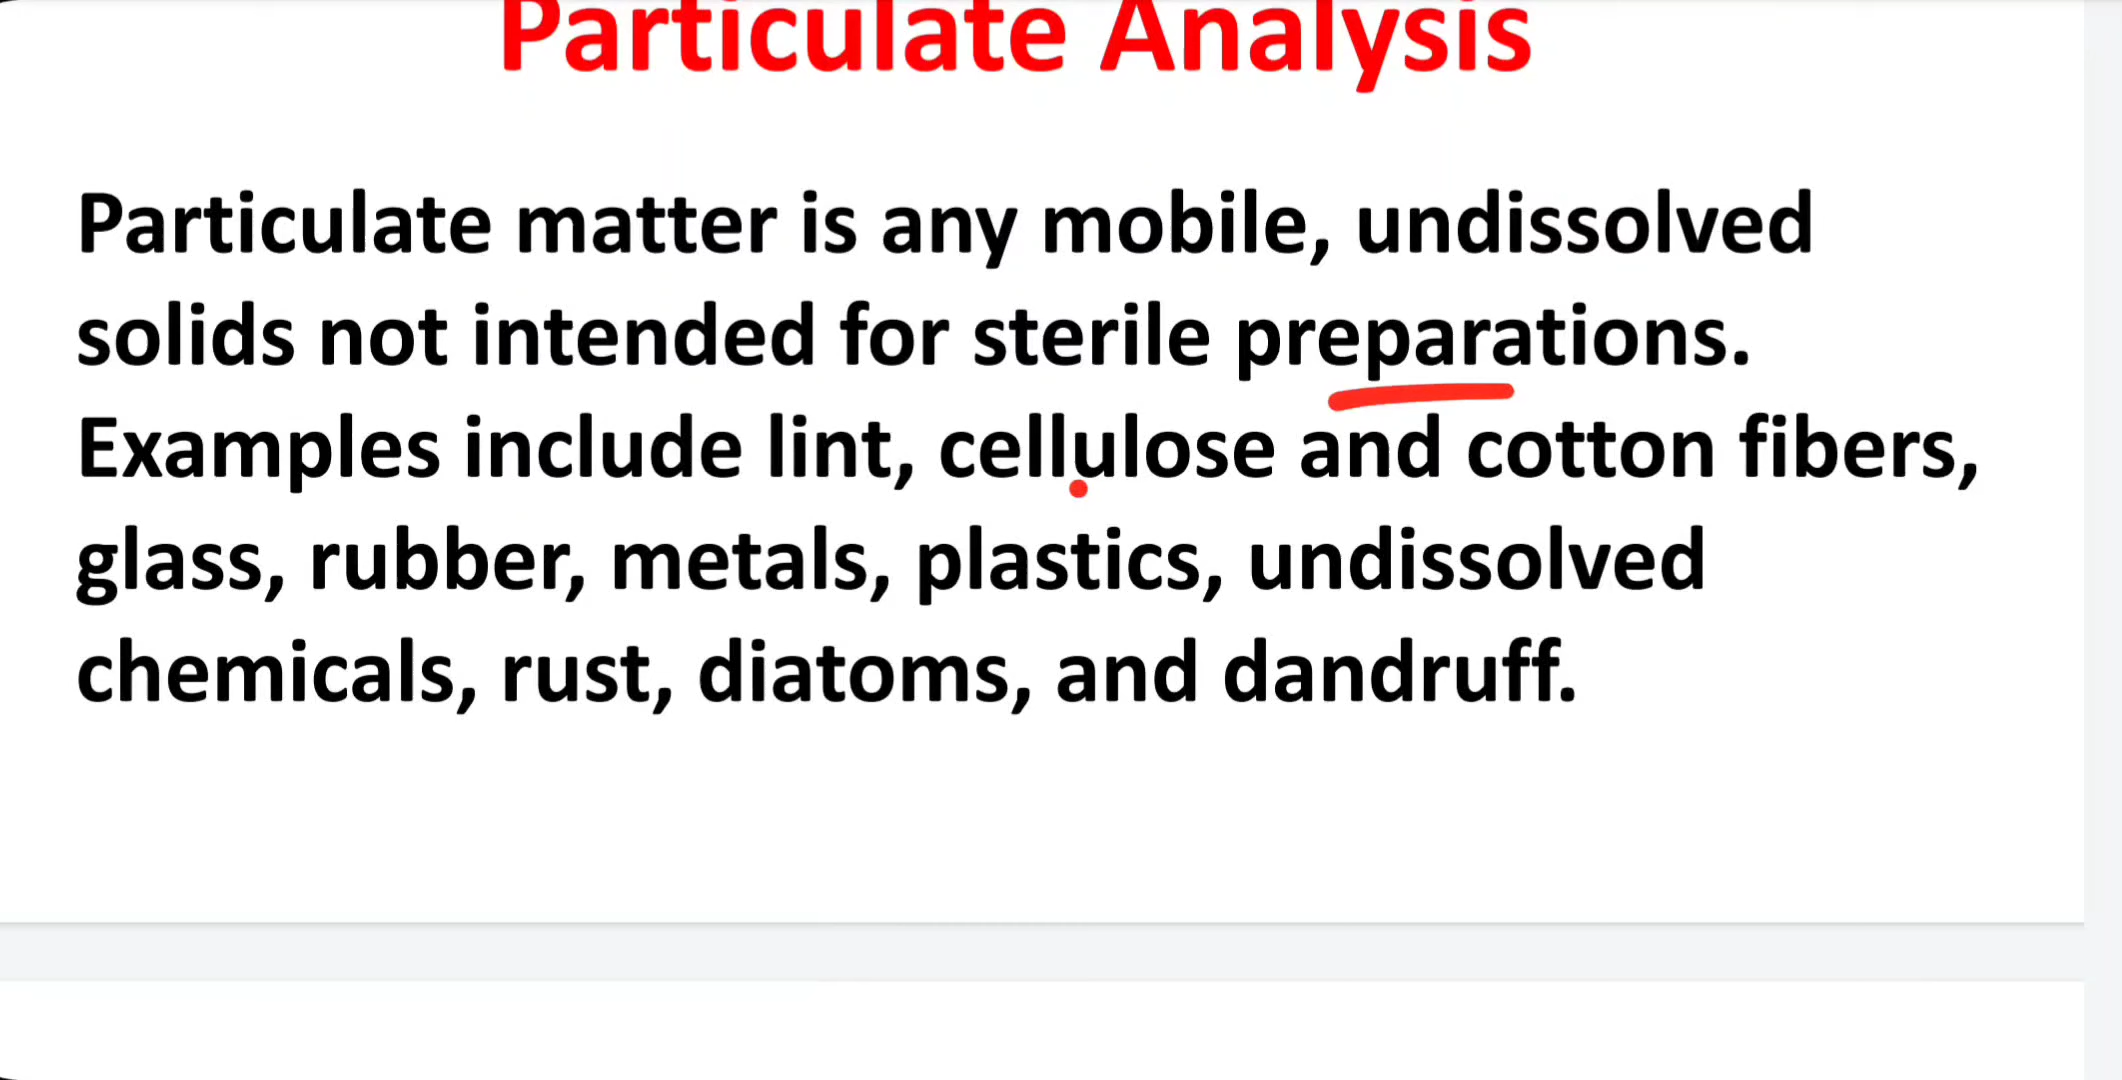 Particulate Analysis
Particulate matter is any mobile, undissolved
solids not intended for sterile preparations.
Examples include lint, cellulose and cotton fibers,
glass, rubber, metals, plastics, undissolved
chemicals, rust, diatoms, and dandruff.